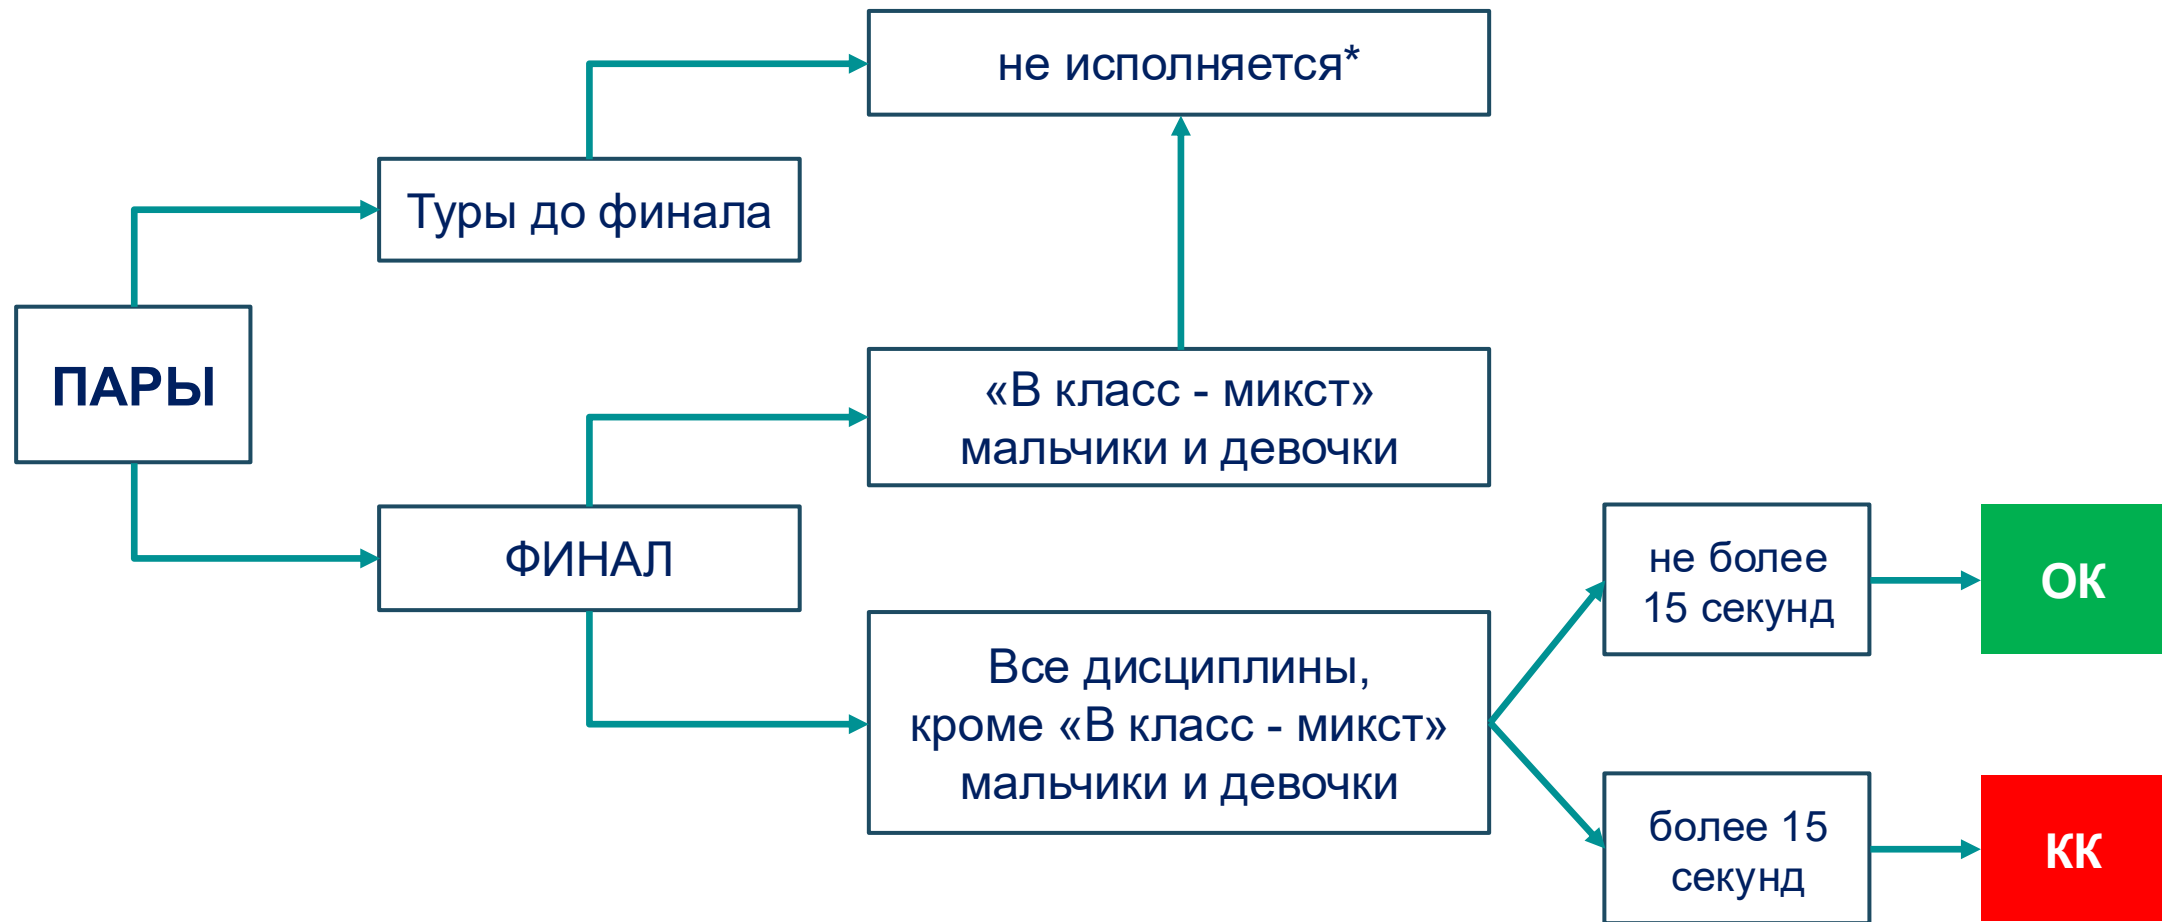 не исполняется*
Туры до финала
ПАРЫ
«В класс - микст»
мальчики и девочки
ФИНАЛ
не более
15 секунд
ОК
Все дисциплины,
кроме «В класс - микст»
мальчики и девочки
более 15
секунд
КК